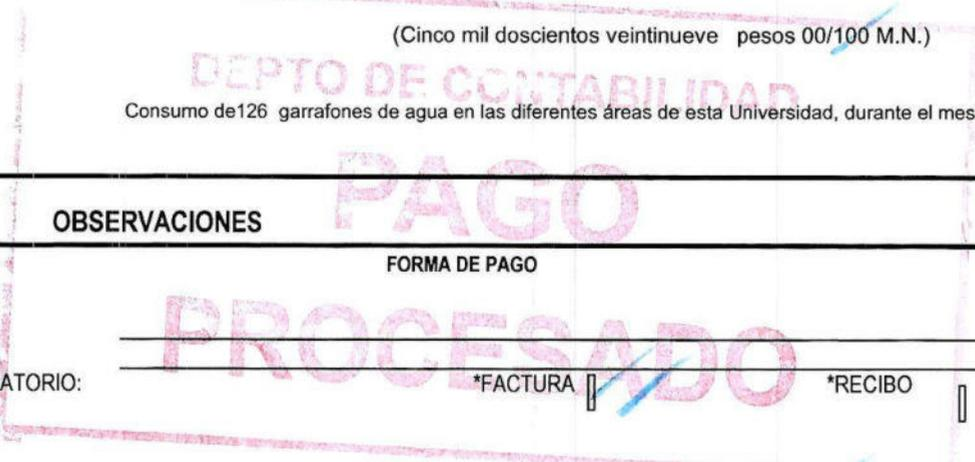 (Cinco mil doscientos veintinueve pesos 00/100 M.N.)
DEPTO DE CONTABILIDAD
Consumo de126 garrafones de agua en las diferentes áreas de esta Universidad, durante el mes
PAGO
OBSERVACIONES
FORMA DE PAGO
PROCESADO
ATORIO: *FACTURA *RECIBO